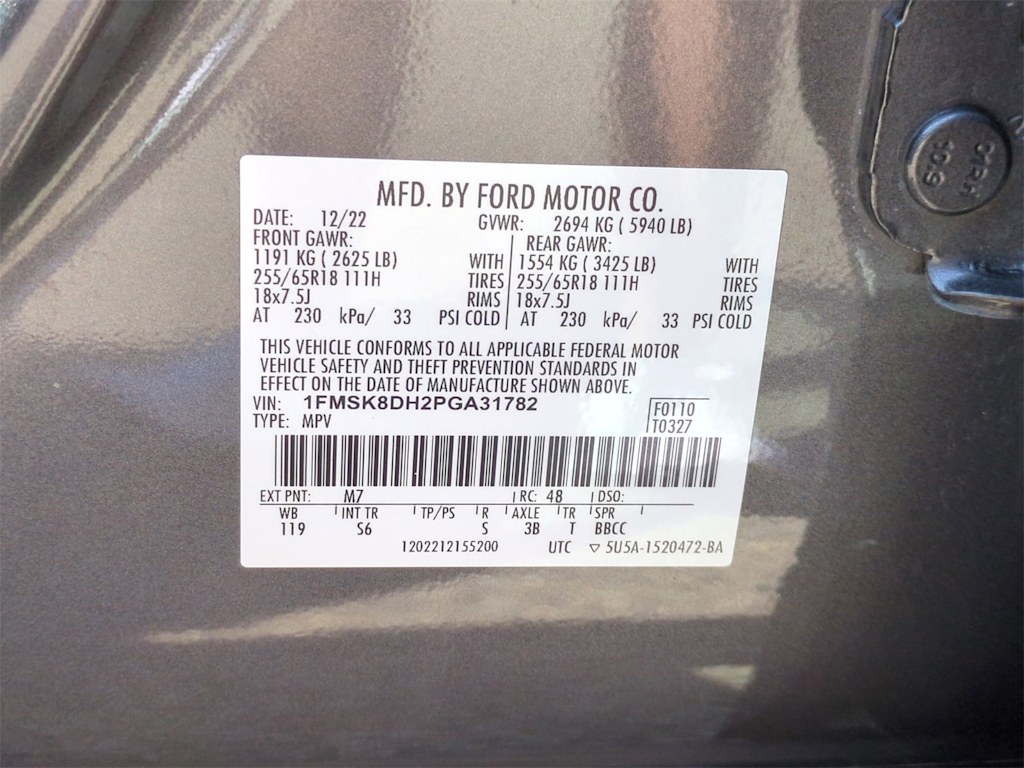 MFD. BY FORD MOTOR CO.
DATE: 12/22 GVWR: 2694 KG ( 5940 LB)
FRONT GAWR: REAR GAWR:
1191 KG ( 2625 LB) WITH 1554 KG ( 3425 LB) WITH
255/65R18 111H TIRES 255/65R18 111H TIRES
18x7.5J RIMS 18x7.5J RIMS
AT 230 kPa/ 33 PSI COLD AT 230 kPa/ 33 PSI COLD
THIS VEHICLE CONFORMS TO ALL APPLICABLE FEDERAL MOTOR
VEHICLE SAFETY AND THEFT PREVENTION STANDARDS IN
EFFECT ON THE DATE OF MANUFACTURE SHOWN ABOVE.
VIN: 1FMSK8DH2PGA31782 F0110
TYPE: MPV T0327
EXT PNT: M7 RC: 48 DSO:
WB INT TR TP/PS R AXLE TR SPR
119 S6 S 3B T BBCC
1202212155200 UTC ▽ 5U5A-1520472-BA
10.9